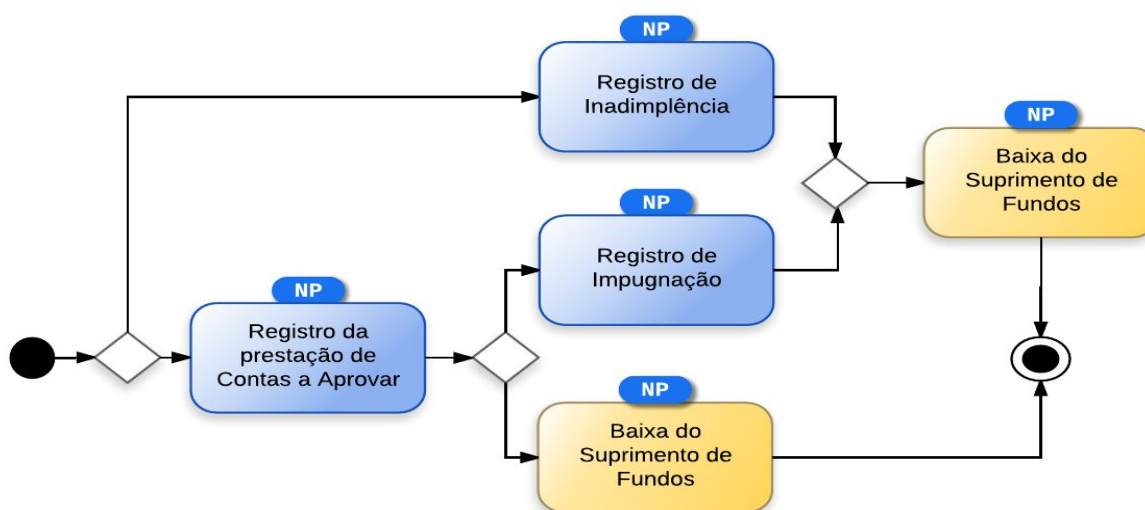 NP
Registro de
Inadimplência
NP
Baixa do
Suprimento de
Fundos
NP
Registro de
Impugnação
NP
Registro da
prestação de
Contas a Aprovar
NP
Baixa do
Suprimento de
Fundos